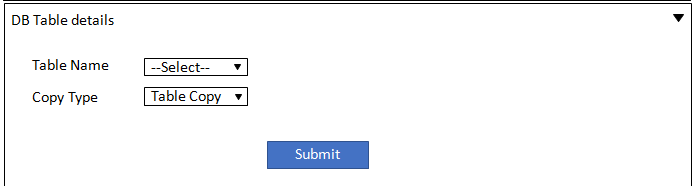 DB Table details
Table Name --Select--
Copy Type Table Copy
Submit